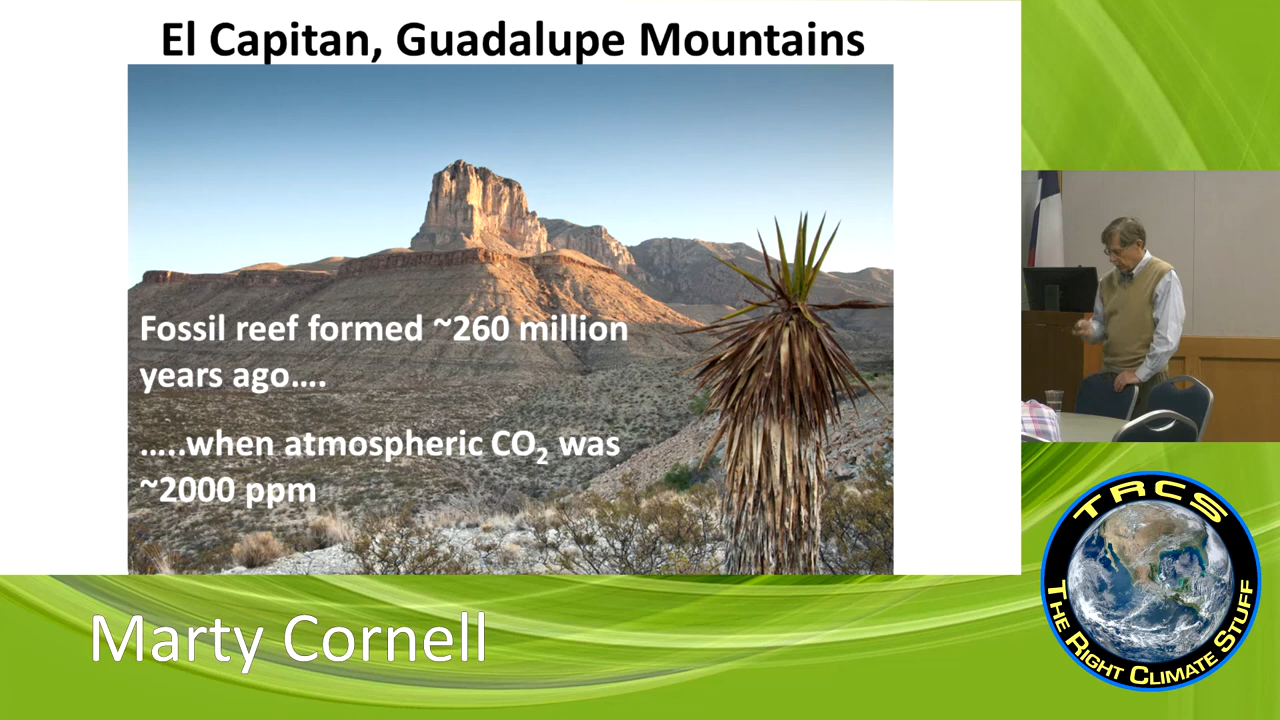 El Capitan, Guadalupe Mountains
Fossil reef formed ~260 million
years ago....
.....when atmospheric CO₂ was
~2000 ppm
Marty Cornell
TRCS
THE RIGHT CLIMATE STUFF